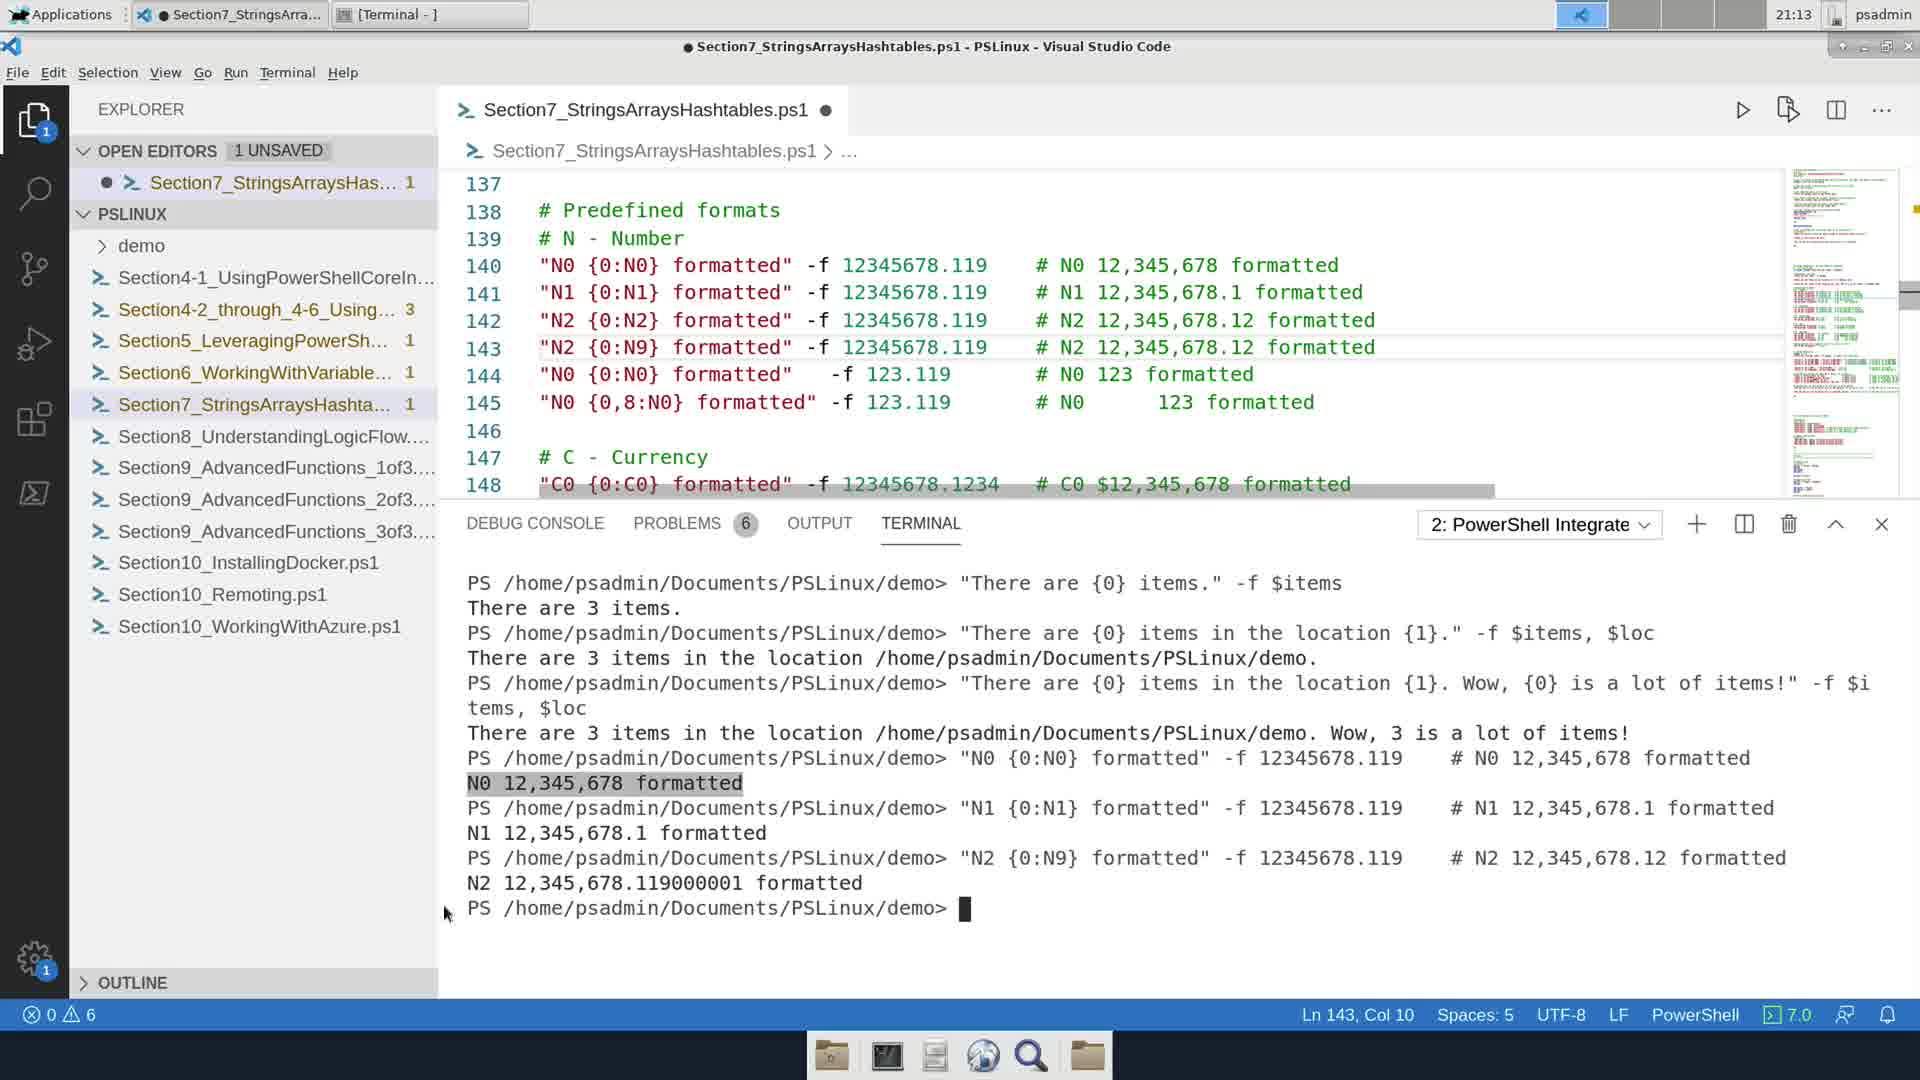 Applications
● Section7_StringsArra...
[Terminal - ]
21:13
psadmin
● Section7_StringsArraysHashtables.ps1 - PSLinux - Visual Studio Code
File Edit Selection View Go Run Terminal Help
1
EXPLORER
OPEN EDITORS 1 UNSAVED
● Section7_StringsArraysHas... 1
PSLINUX
demo
Section4-1_UsingPowerShellCoreIn...
Section4-2_through_4-6_Using... 3
Section5_LeveragingPowerSh... 1
Section6_WorkingWithVariable... 1
Section7_StringsArraysHashta... 1
Section8_UnderstandingLogicFlow....
Section9_AdvancedFunctions_1of3....
Section9_AdvancedFunctions_2of3....
Section9_AdvancedFunctions_3of3....
Section10_InstallingDocker.ps1
Section10_Remoting.ps1
Section10_WorkingWithAzure.ps1
1
OUTLINE
Section7_StringsArraysHashtables.ps1 ●
Section7_StringsArraysHashtables.ps1 > ...
137
138 # Predefined formats
139 # N - Number
140 "N0 {0:N0} formatted" -f 12345678.119    # N0 12,345,678 formatted
141 "N1 {0:N1} formatted" -f 12345678.119    # N1 12,345,678.1 formatted
142 "N2 {0:N2} formatted" -f 12345678.119    # N2 12,345,678.12 formatted
143 "N2 {0:N9} formatted" -f 12345678.119    # N2 12,345,678.12 formatted
144 "N0 {0:N0} formatted"   -f 123.119       # N0 123 formatted
145 "N0 {0,8:N0} formatted" -f 123.119       # N0      123 formatted
146
147 # C - Currency
148 "C0 {0:C0} formatted" -f 12345678.1234   # C0 $12,345,678 formatted
DEBUG CONSOLE PROBLEMS 6 OUTPUT TERMINAL
2: PowerShell Integrate
PS /home/psadmin/Documents/PSLinux/demo> "There are {0} items." -f $items
There are 3 items.
PS /home/psadmin/Documents/PSLinux/demo> "There are {0} items in the location {1}." -f $items, $loc
There are 3 items in the location /home/psadmin/Documents/PSLinux/demo.
PS /home/psadmin/Documents/PSLinux/demo> "There are {0} items in the location {1}. Wow, {0} is a lot of items!" -f $i
tems, $loc
There are 3 items in the location /home/psadmin/Documents/PSLinux/demo. Wow, 3 is a lot of items!
PS /home/psadmin/Documents/PSLinux/demo> "N0 {0:N0} formatted" -f 12345678.119    # N0 12,345,678 formatted
N0 12,345,678 formatted
PS /home/psadmin/Documents/PSLinux/demo> "N1 {0:N1} formatted" -f 12345678.119    # N1 12,345,678.1 formatted
N1 12,345,678.1 formatted
PS /home/psadmin/Documents/PSLinux/demo> "N2 {0:N9} formatted" -f 12345678.119    # N2 12,345,678.12 formatted
N2 12,345,678.119000001 formatted
PS /home/psadmin/Documents/PSLinux/demo>
0 6
Ln 143, Col 10 Spaces: 5 UTF-8 LF PowerShell 7.0